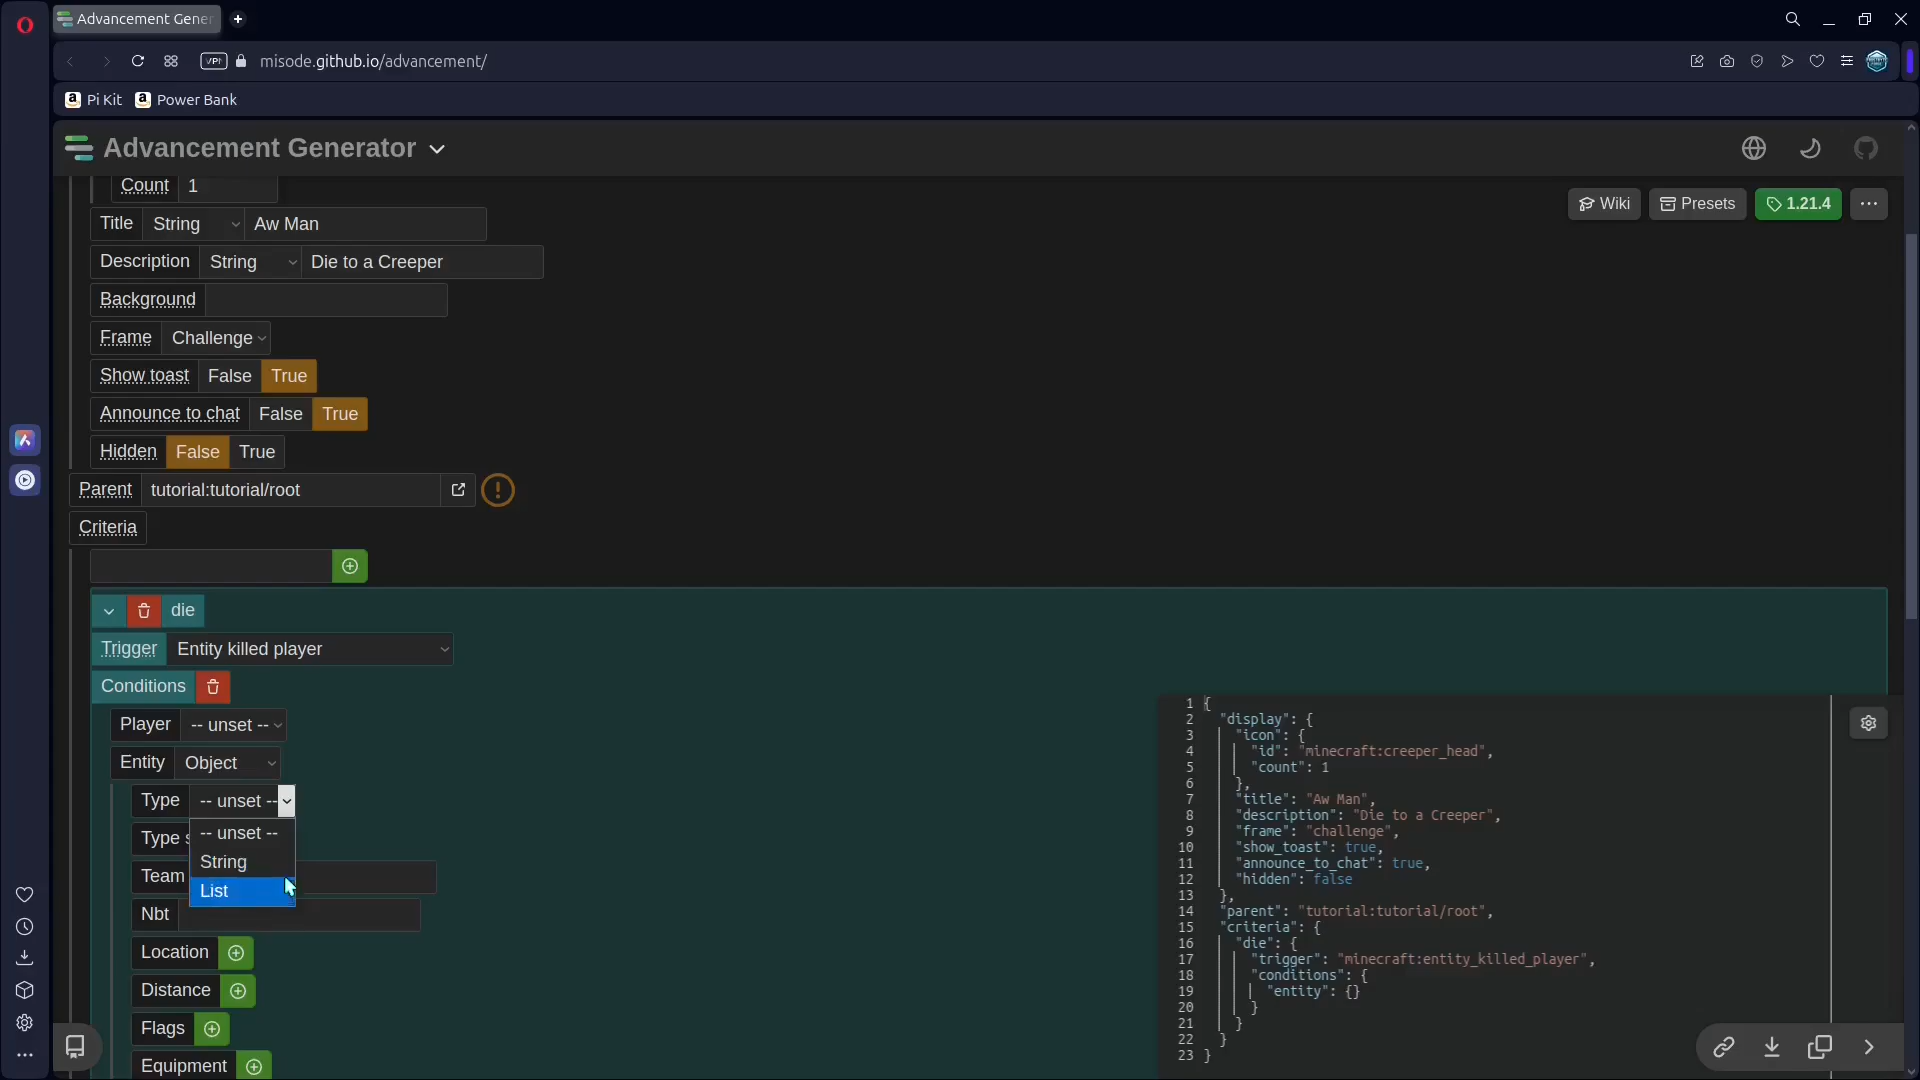 Advancement Gener
misode.github.io/advancement/
VPN
Pi Kit
Power Bank
Advancement Generator
Wiki
Presets
1.21.4
Count 1
Title String Aw Man
Description String Die to a Creeper
Background
Frame Challenge
Show toast False True
Announce to chat False True
Hidden False True
Parent tutorial:tutorial/root
Criteria
die
Trigger Entity killed player
Conditions
Player -- unset --
Entity Object
Type -- unset --
-- unset --
String
List
Type s
Team
Nbt
Location
Distance
Flags
Equipment
1 {
2 "display": {
3 "icon": {
4 "id": "minecraft:creeper_head",
5 "count": 1
6 },
7 "title": "Aw Man",
8 "description": "Die to a Creeper",
9 "frame": "challenge",
10 "show_toast": true,
11 "announce_to_chat": true,
12 "hidden": false
13 },
14 "parent": "tutorial:tutorial/root",
15 "criteria": {
16 "die": {
17 "trigger": "minecraft:entity_killed_player",
18 "conditions": {
19 "entity": {}
20 }
21 }
22 }
23 }